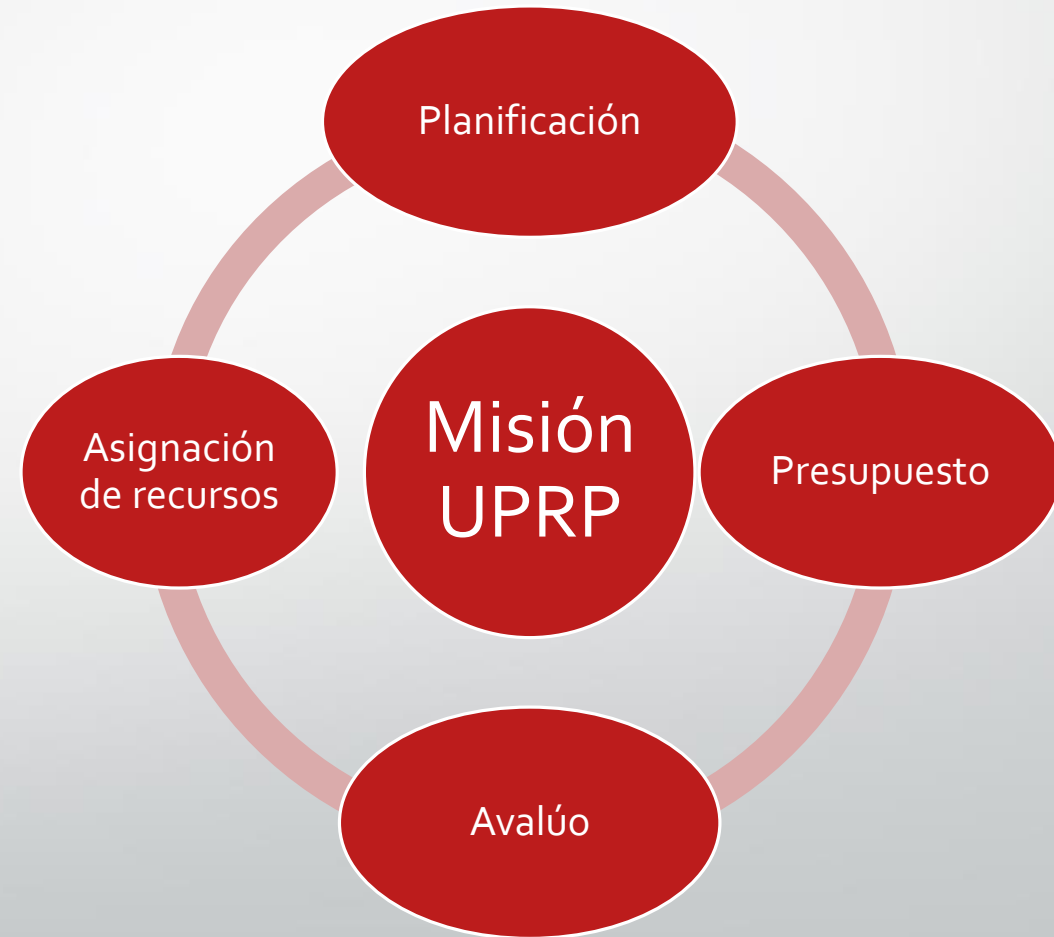 Planificación
Misión
UPRP
Asignación
de recursos
Presupuesto
Avalúo